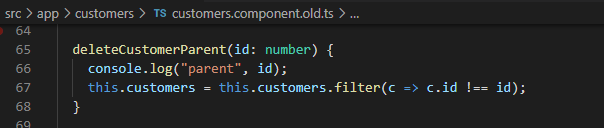 src > app > customers > TS customers.component.old.ts > ...
64
65 deleteCustomerParent(id: number) {
66 console.log("parent", id);
67 this.customers = this.customers.filter(c => c.id !== id);
68 }